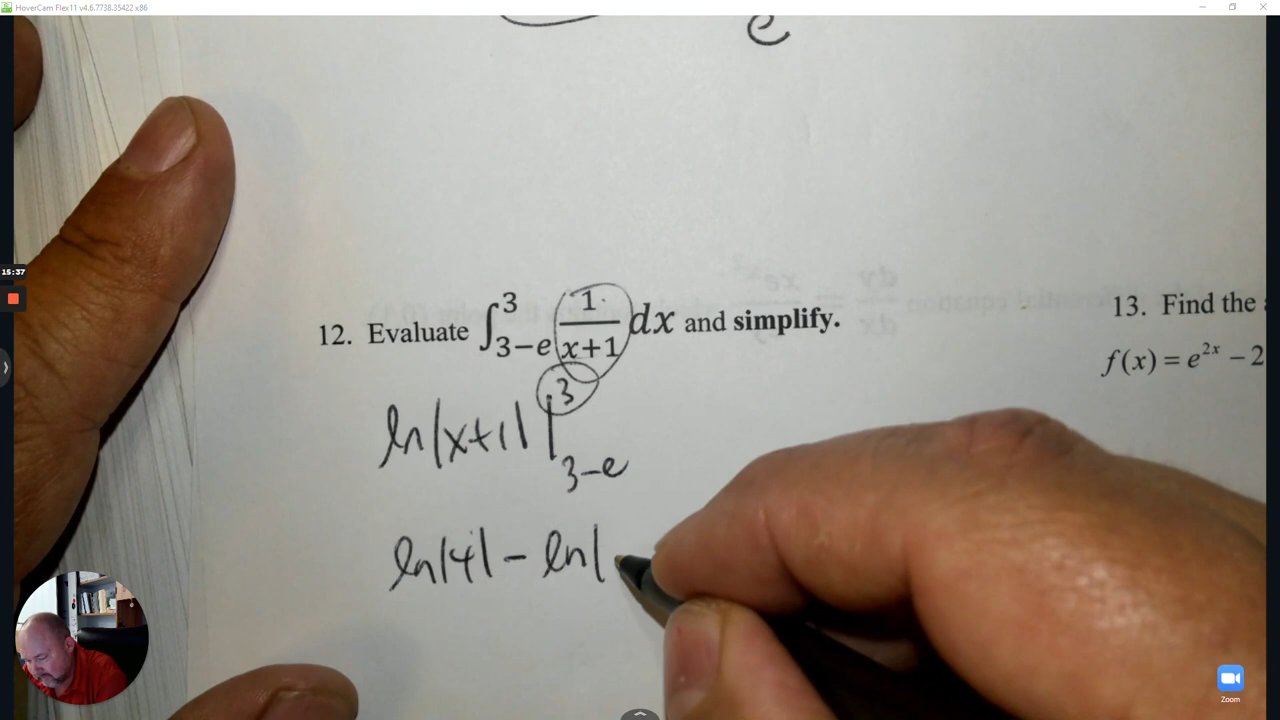 HoverCam Flex11 v4.6.7738.35422 x86
e
15:37
12. Evaluate ∫_{3−e}^{3} 1/(x+1) dx and simplify.
13. Find the
f(x) = e^{2x} − 2
ln|x+1| |_{3−e}^{3}
ln|4| − ln|
Zoom